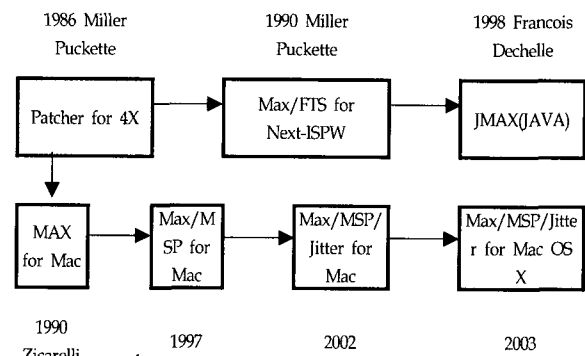 1986 Miller
Puckette
1990 Miller
Puckette
1998 Francois
Dechelle
Patcher for 4X
Max/FTS for
Next-ISPW
JMAX(JAVA)
MAX
for Mac
Max/M
SP for
Mac
Max/MSP/
Jitter for
Mac
Max/MSP/Jitte
r for Mac OS
X
1990
Zicarelli
1997
2002
2003